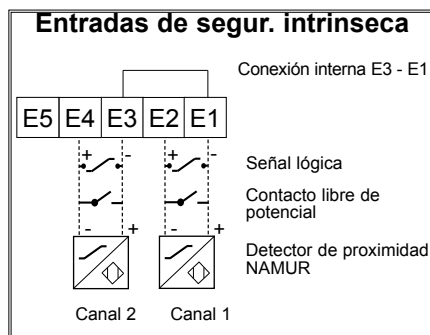 Entradas de segur. intrinseca
Conexión interna E3 - E1
E5 E4 E3 E2 E1
+ - + -
Señal lógica
Contacto libre de
potencial
- + - +
Detector de proximidad
NAMUR
Canal 2 Canal 1